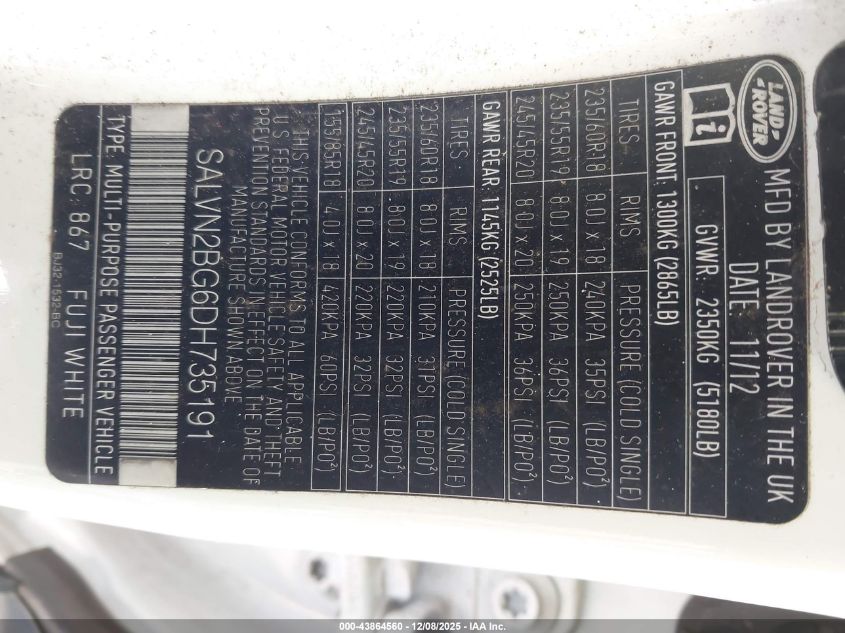 LAND
ROVER
MFD BY LANDROVER IN THE UK
DATE: 11/12
i
GVWR: 2350KG (5180LB)
GAWR FRONT: 1300KG (2865LB)
TIRES RIMS PRESSURE (COLD SINGLE)
235/60R18 8.0J x 18 240KPA 35PSI (LB/PO²)
235/55R19 8.0J x 19 250KPA 36PSI (LB/PO²)
245/45R20 8.0J x 20 250KPA 36PSI (LB/PO²)
GAWR REAR: 1145KG (2525LB)
TIRES RIMS PRESSURE (COLD SINGLE)
235/60R18 8.0J x 18 210KPA 31PSI (LB/PO²)
235/55R19 8.0J x 19 220KPA 32PSI (LB/PO²)
245/45R20 8.0J x 20 220KPA 32PSI (LB/PO²)
155/85R18 4.0J x 18 420KPA 60PSI (LB/PO²)
THIS VEHICLE CONFORMS TO ALL APPLICABLE
U.S. FEDERAL MOTOR VEHICLE SAFETY AND THEFT
PREVENTION STANDARDS IN EFFECT ON THE DATE OF
MANUFACTURE SHOWN ABOVE
SALVN2BG6DH735191
TYPE: MULTI-PURPOSE PASSENGER VEHICLE
LRC: 867 FUJI WHITE
BJ32-1532-BC
000-43864560 - 12/08/2025 - IAA Inc.